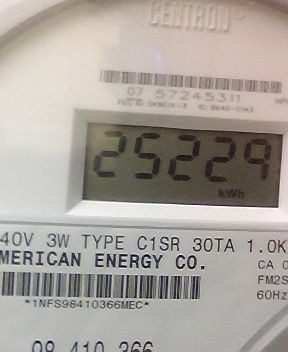 CENTRON®
07 57245311
25229
kWh
40V 3W TYPE C1SR 30TA 1.0K
MERICAN ENERGY CO.
CA 0
FM2S
60Hz
*1NFS98410366MEC*
98 410 366